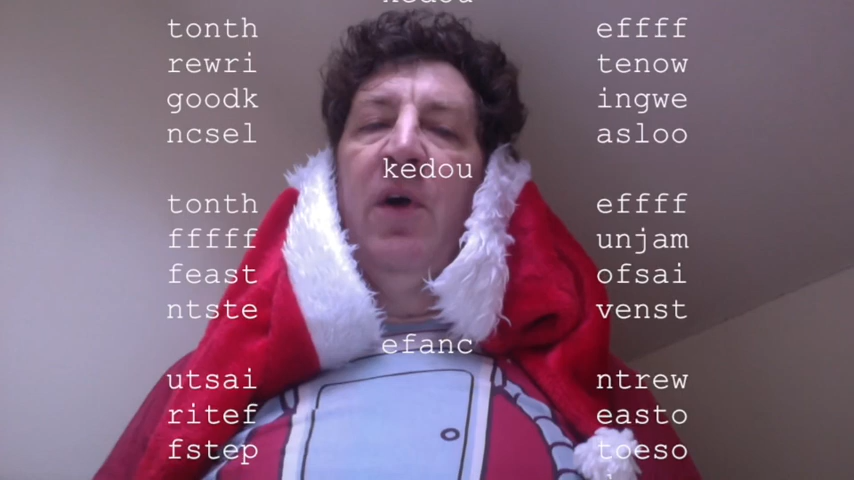 kedou
tonth effff
rewri tenow
goodk ingwe
ncsel asloo
kedou
tonth effff
fffff unjam
feast ofsai
ntste venst
efanc
utsai ntrew
ritef easto
fstep toeso